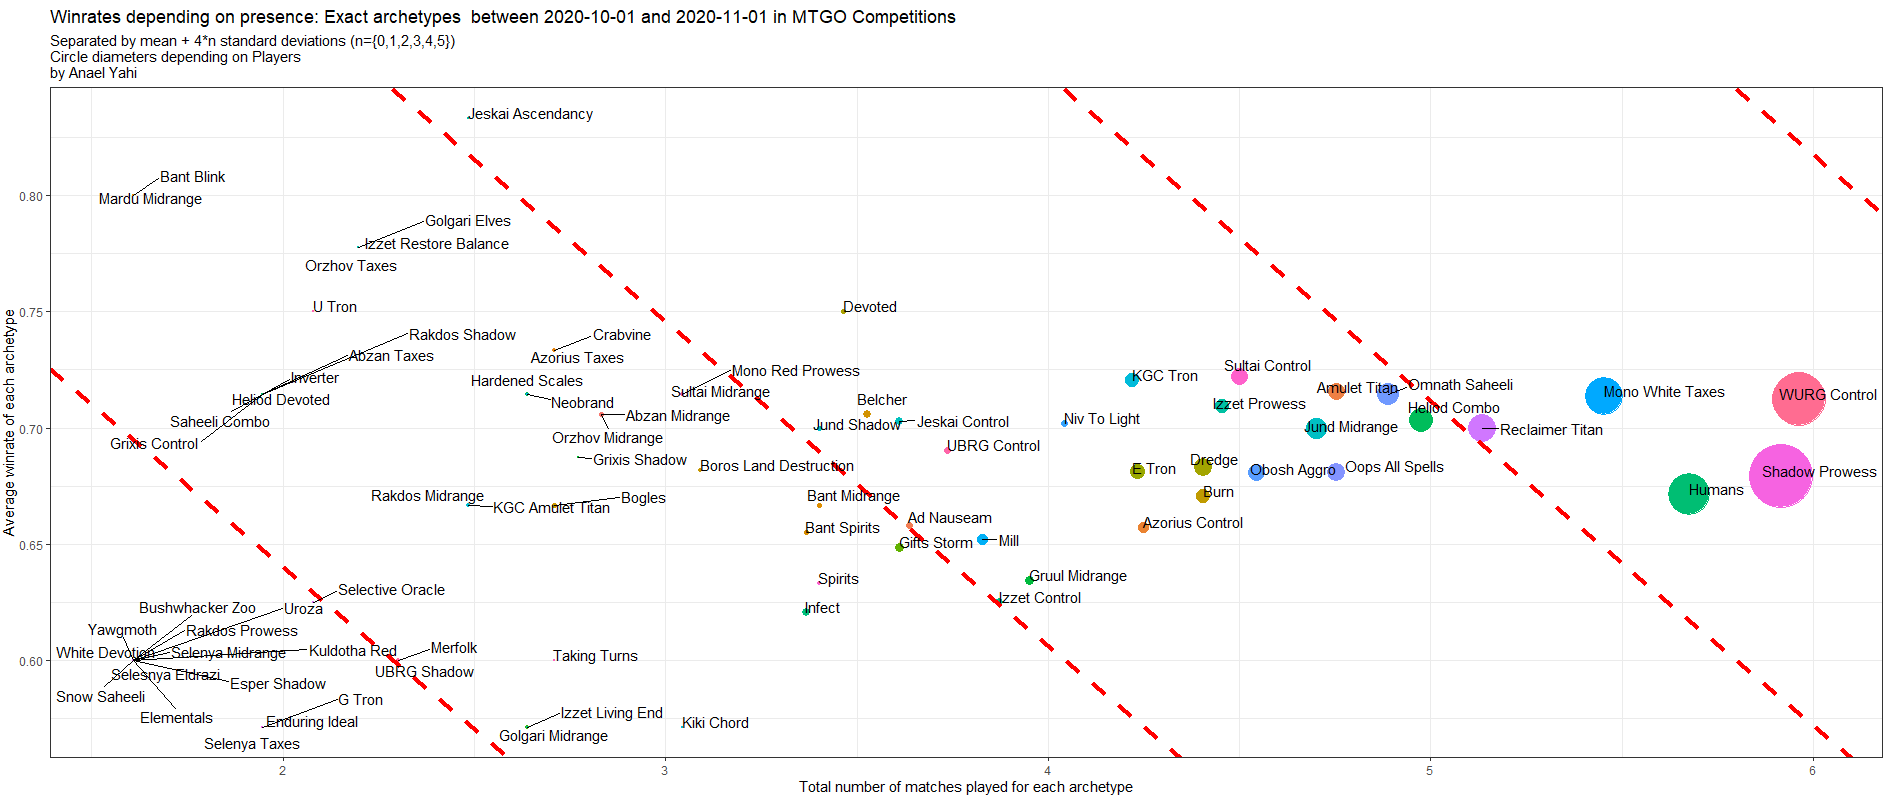 Winrates depending on presence: Exact archetypes between 2020-10-01 and 2020-11-01 in MTGO Competitions
Separated by mean + 4*n standard deviations (n={0,1,2,3,4,5})
Circle diameters depending on Players
by Anael Yahi
Jeskai Ascendancy
Bant Blink
0.80
Mardu Midrange
Golgari Elves
Izzet Restore Balance
Orzhov Taxes
0.75
U Tron
Devoted
Rakdos Shadow
Crabvine
Abzan Taxes
Azorius Taxes
Sultai Control
Mono Red Prowess
KGC Tron
Inverter
Hardened Scales
Omnath Saheeli
Amulet Titan
Sultai Midrange
Mono White Taxes
WURG Control
Heliod Devoted
Neobrand
Belcher
Izzet Prowess
Heliod Combo
Abzan Midrange
Niv To Light
Saheeli Combo
Jeskai Control
Jund Shadow
Jund Midrange
0.70
Reclaimer Titan
Orzhov Midrange
Grixis Control
UBRG Control
Grixis Shadow
Dredge
Boros Land Destruction
E Tron
Obosh Aggro
Oops All Spells
Shadow Prowess
Humans
Rakdos Midrange
Bogles
Bant Midrange
Burn
KGC Amulet Titan
Ad Nauseam
Azorius Control
Bant Spirits
0.65
Gifts Storm
Mill
Spirits
Gruul Midrange
Selective Oracle
Izzet Control
Bushwhacker Zoo
Uroza
Infect
Yawgmoth
Rakdos Prowess
Merfolk
White Devotion
Selenya Midrange
Kuldotha Red
0.60
Taking Turns
Selesnya Eldrazi
UBRG Shadow
Esper Shadow
Snow Saheeli
G Tron
Elementals
Enduring Ideal
Izzet Living End
Kiki Chord
Selenya Taxes
Golgari Midrange
Average winrate of each archetype
2
3
4
5
6
Total number of matches played for each archetype